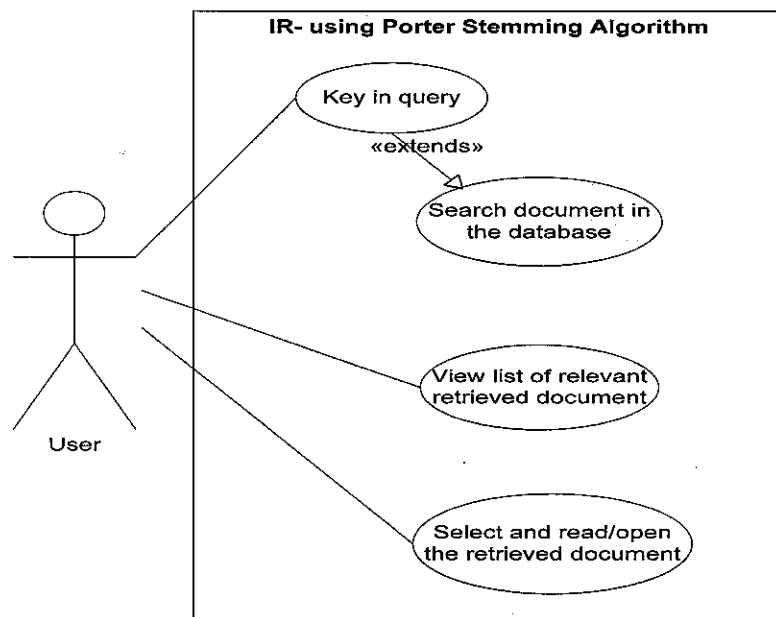 IR- using Porter Stemming Algorithm
Key in query
«extends»
Search document in
the database
View list of relevant
retrieved document
User
Select and read/open
the retrieved document